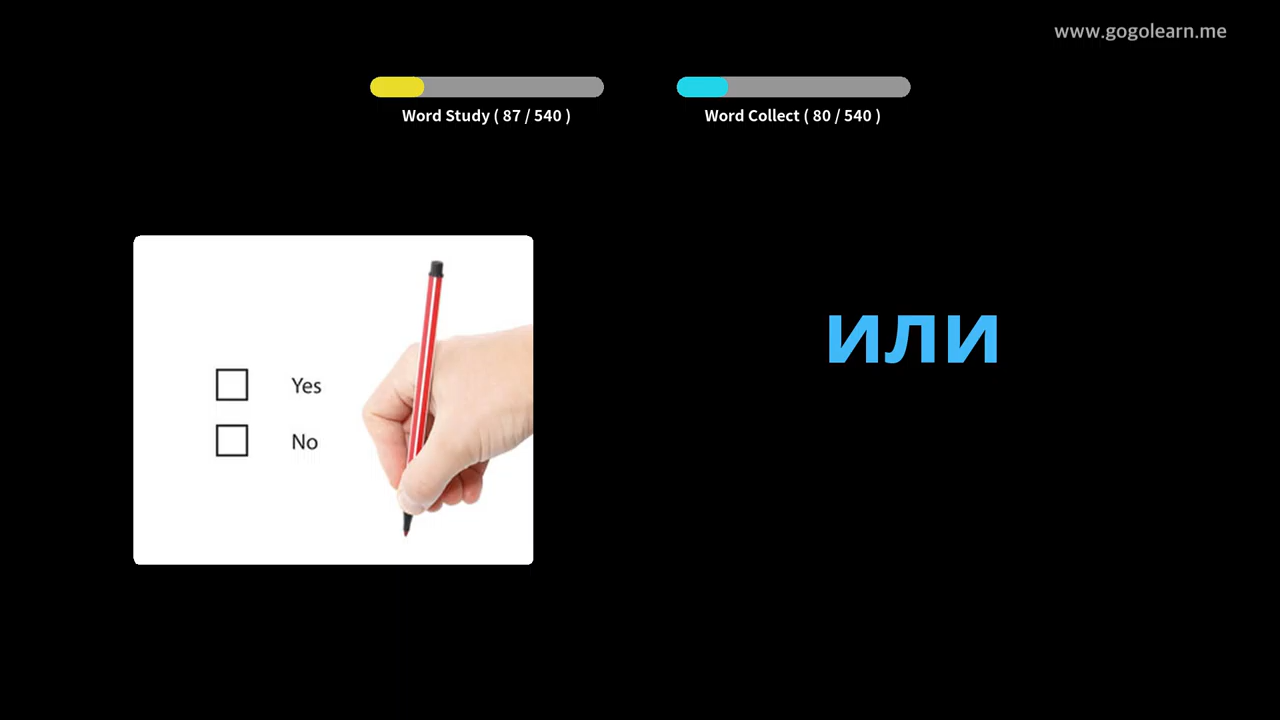 www.gogolearn.me
Word Study ( 87 / 540 )
Word Collect ( 80 / 540 )
или
Yes
No